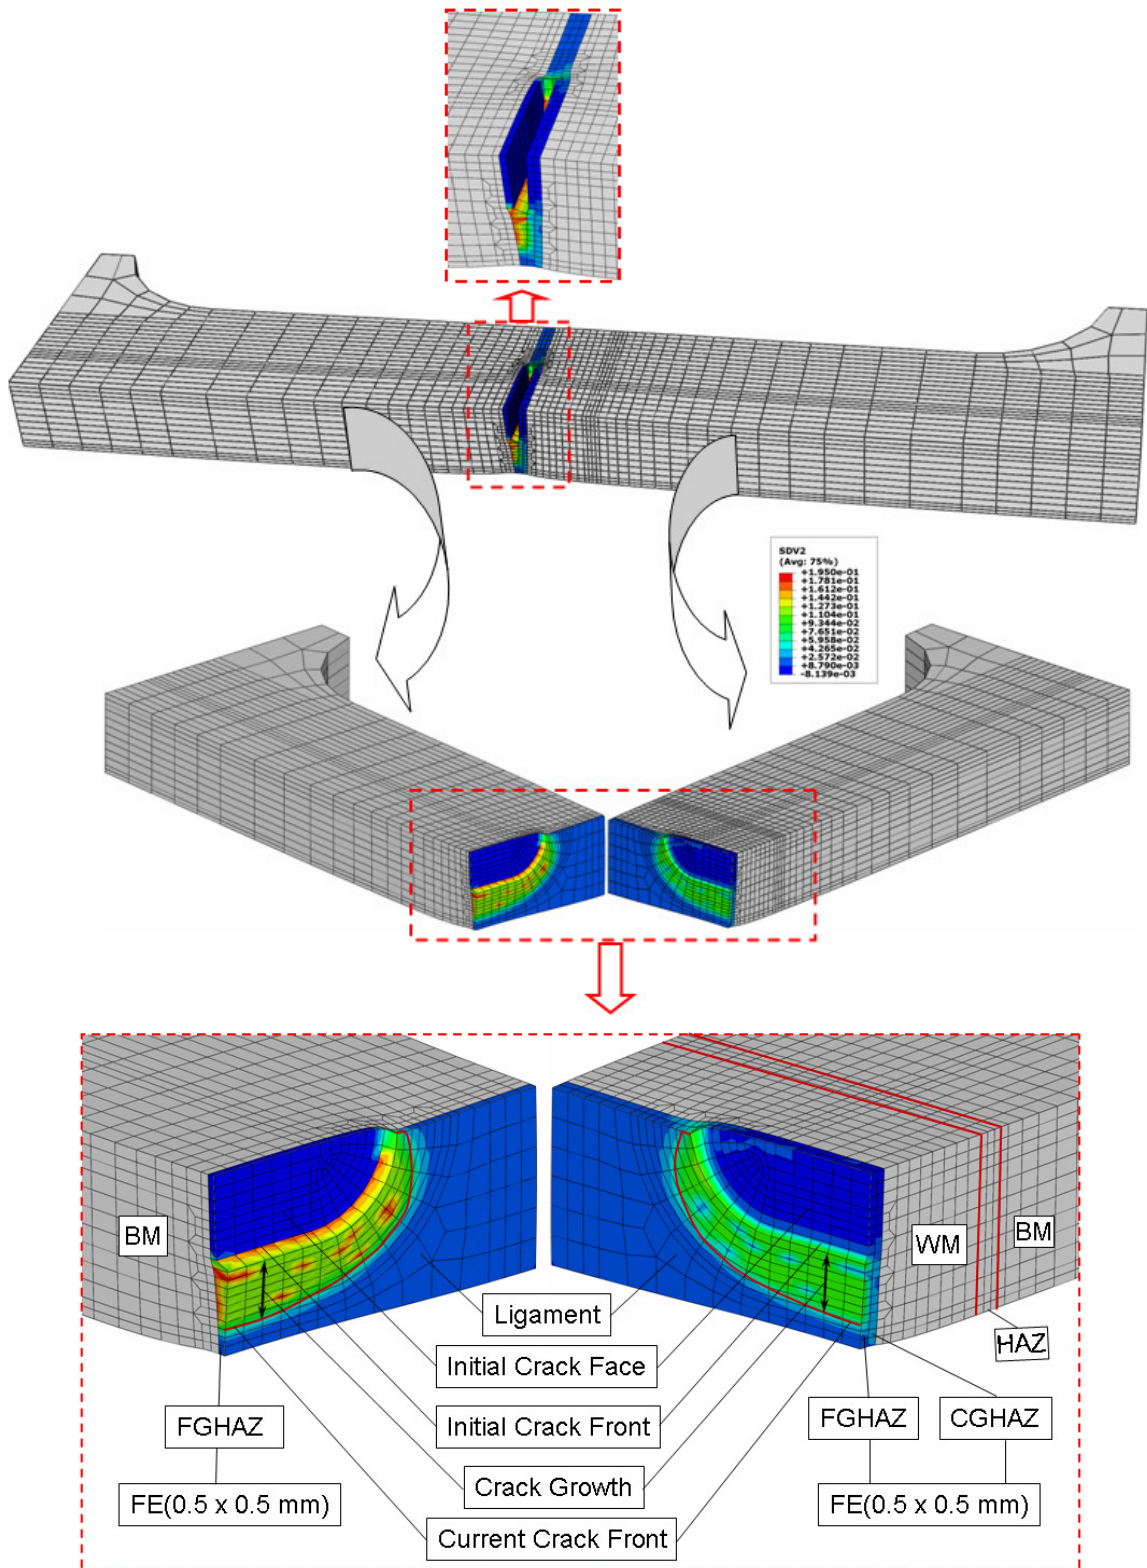 SDV2
(Avg: 75%)
+1.950e-01
+1.781e-01
+1.612e-01
+1.442e-01
+1.273e-01
+1.104e-01
+9.344e-02
+7.651e-02
+5.958e-02
+4.265e-02
+2.572e-02
+8.790e-03
-8.139e-03
BM
WM
BM
Ligament
HAZ
Initial Crack Face
FGHAZ
Initial Crack Front
FGHAZ
CGHAZ
Crack Growth
FE(0.5 x 0.5 mm)
FE(0.5 x 0.5 mm)
Current Crack Front